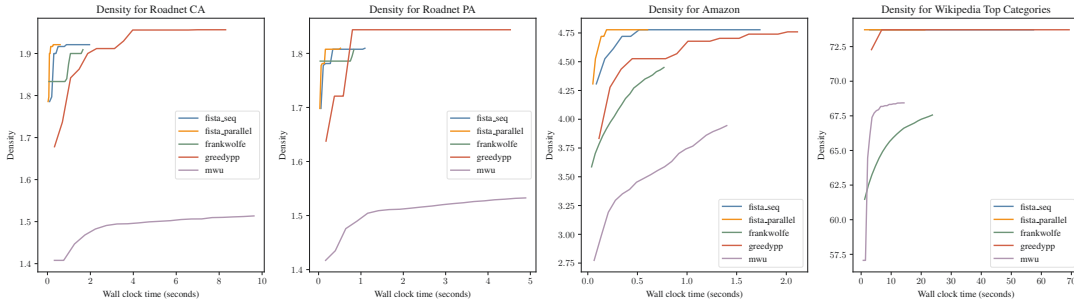 Density for Roadnet CA
Density
1.9
1.8
1.7
1.6
1.5
1.4
fista_seq
fista_parallel
frankwolfe
greedypp
mwu
0 2 4 6 8 10
Wall clock time (seconds)
Density for Roadnet PA
Density
1.8
1.7
1.6
1.5
1.4
fista_seq
fista_parallel
frankwolfe
greedypp
mwu
0 1 2 3 4 5
Wall clock time (seconds)
Density for Amazon
Density
4.75
4.50
4.25
4.00
3.75
3.50
3.25
3.00
2.75
fista_seq
fista_parallel
frankwolfe
greedypp
mwu
0.0 0.5 1.0 1.5 2.0
Wall clock time (seconds)
Density for Wikipedia Top Categories
Density
72.5
70.0
67.5
65.0
62.5
60.0
57.5
fista_seq
fista_parallel
frankwolfe
greedypp
mwu
0 10 20 30 40 50 60 70
Wall clock time (seconds)